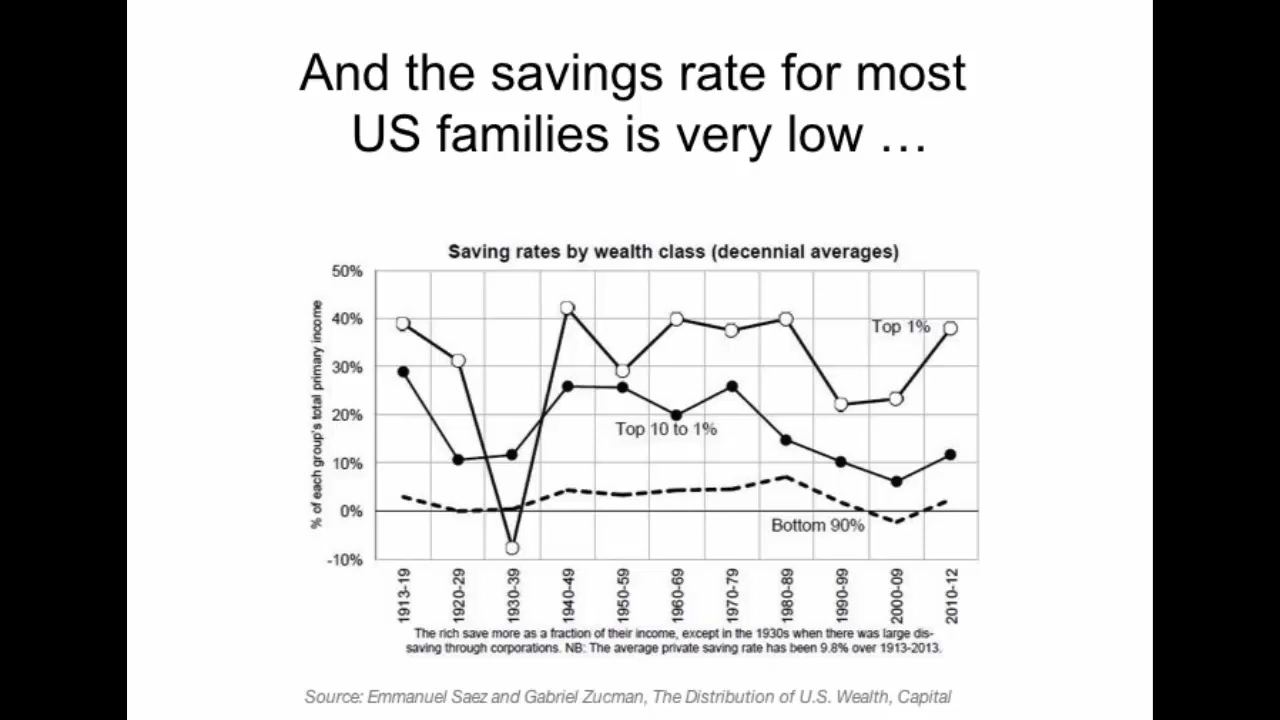 And the savings rate for most
US families is very low …
Saving rates by wealth class (decennial averages)
% of each group's total primary income
50%
40%
30%
20%
10%
0%
-10%
Top 1%
Top 10 to 1%
Bottom 90%
1913-19
1920-29
1930-39
1940-49
1950-59
1960-69
1970-79
1980-89
1990-99
2000-09
2010-12
The rich save more as a fraction of their income, except in the 1930s when there was large dis-
saving through corporations. NB: The average private saving rate has been 9.8% over 1913-2013.
Source: Emmanuel Saez and Gabriel Zucman, The Distribution of U.S. Wealth, Capital